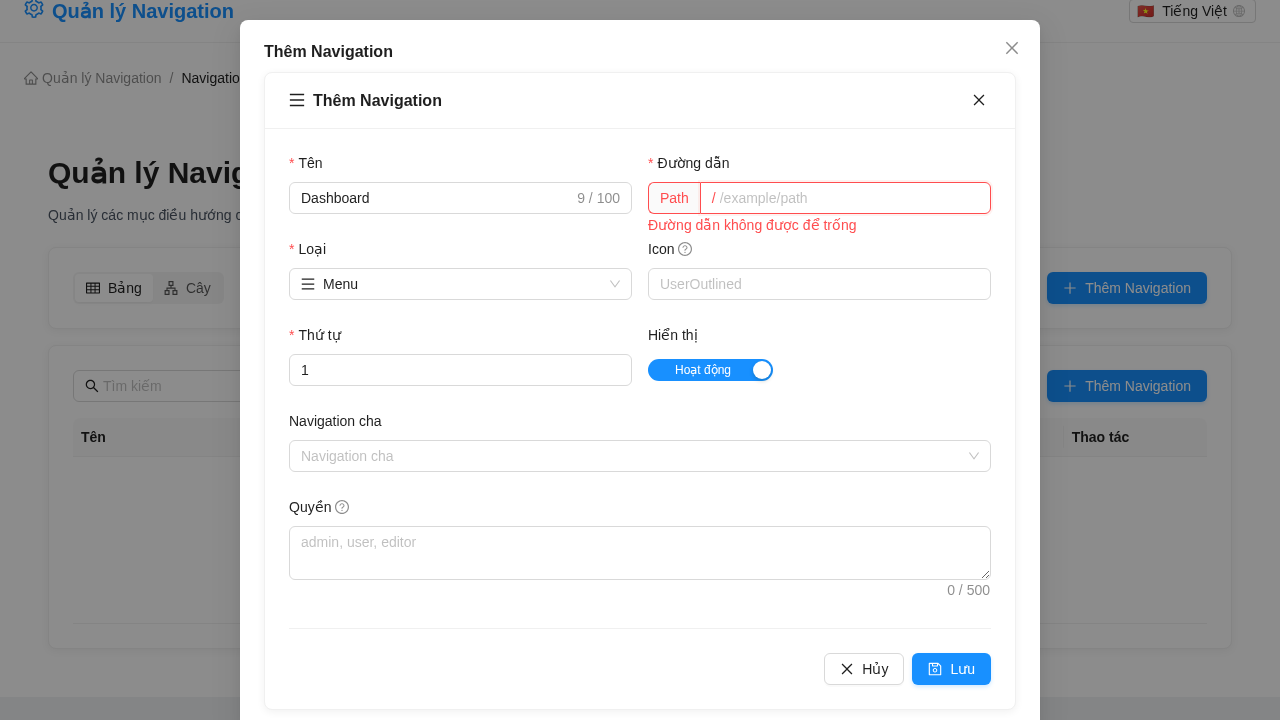 Quản lý Navigation
Tiếng Việt
Quản lý Navigation / Navigatio
Thêm Navigation
Thêm Navigation
Quản lý Navig
Quản lý các mục điều hướng c
* Tên
* Đường dẫn
Dashboard 9 / 100
Path / /example/path
Đường dẫn không được để trống
* Loại
Icon
Bảng
Cây
Menu
UserOutlined
Thêm Navigation
* Thứ tự
Hiển thị
1
Hoạt động
Tìm kiếm
Thêm Navigation
Navigation cha
Tên
Thao tác
Navigation cha
Quyền
admin, user, editor
0 / 500
Hủy
Lưu